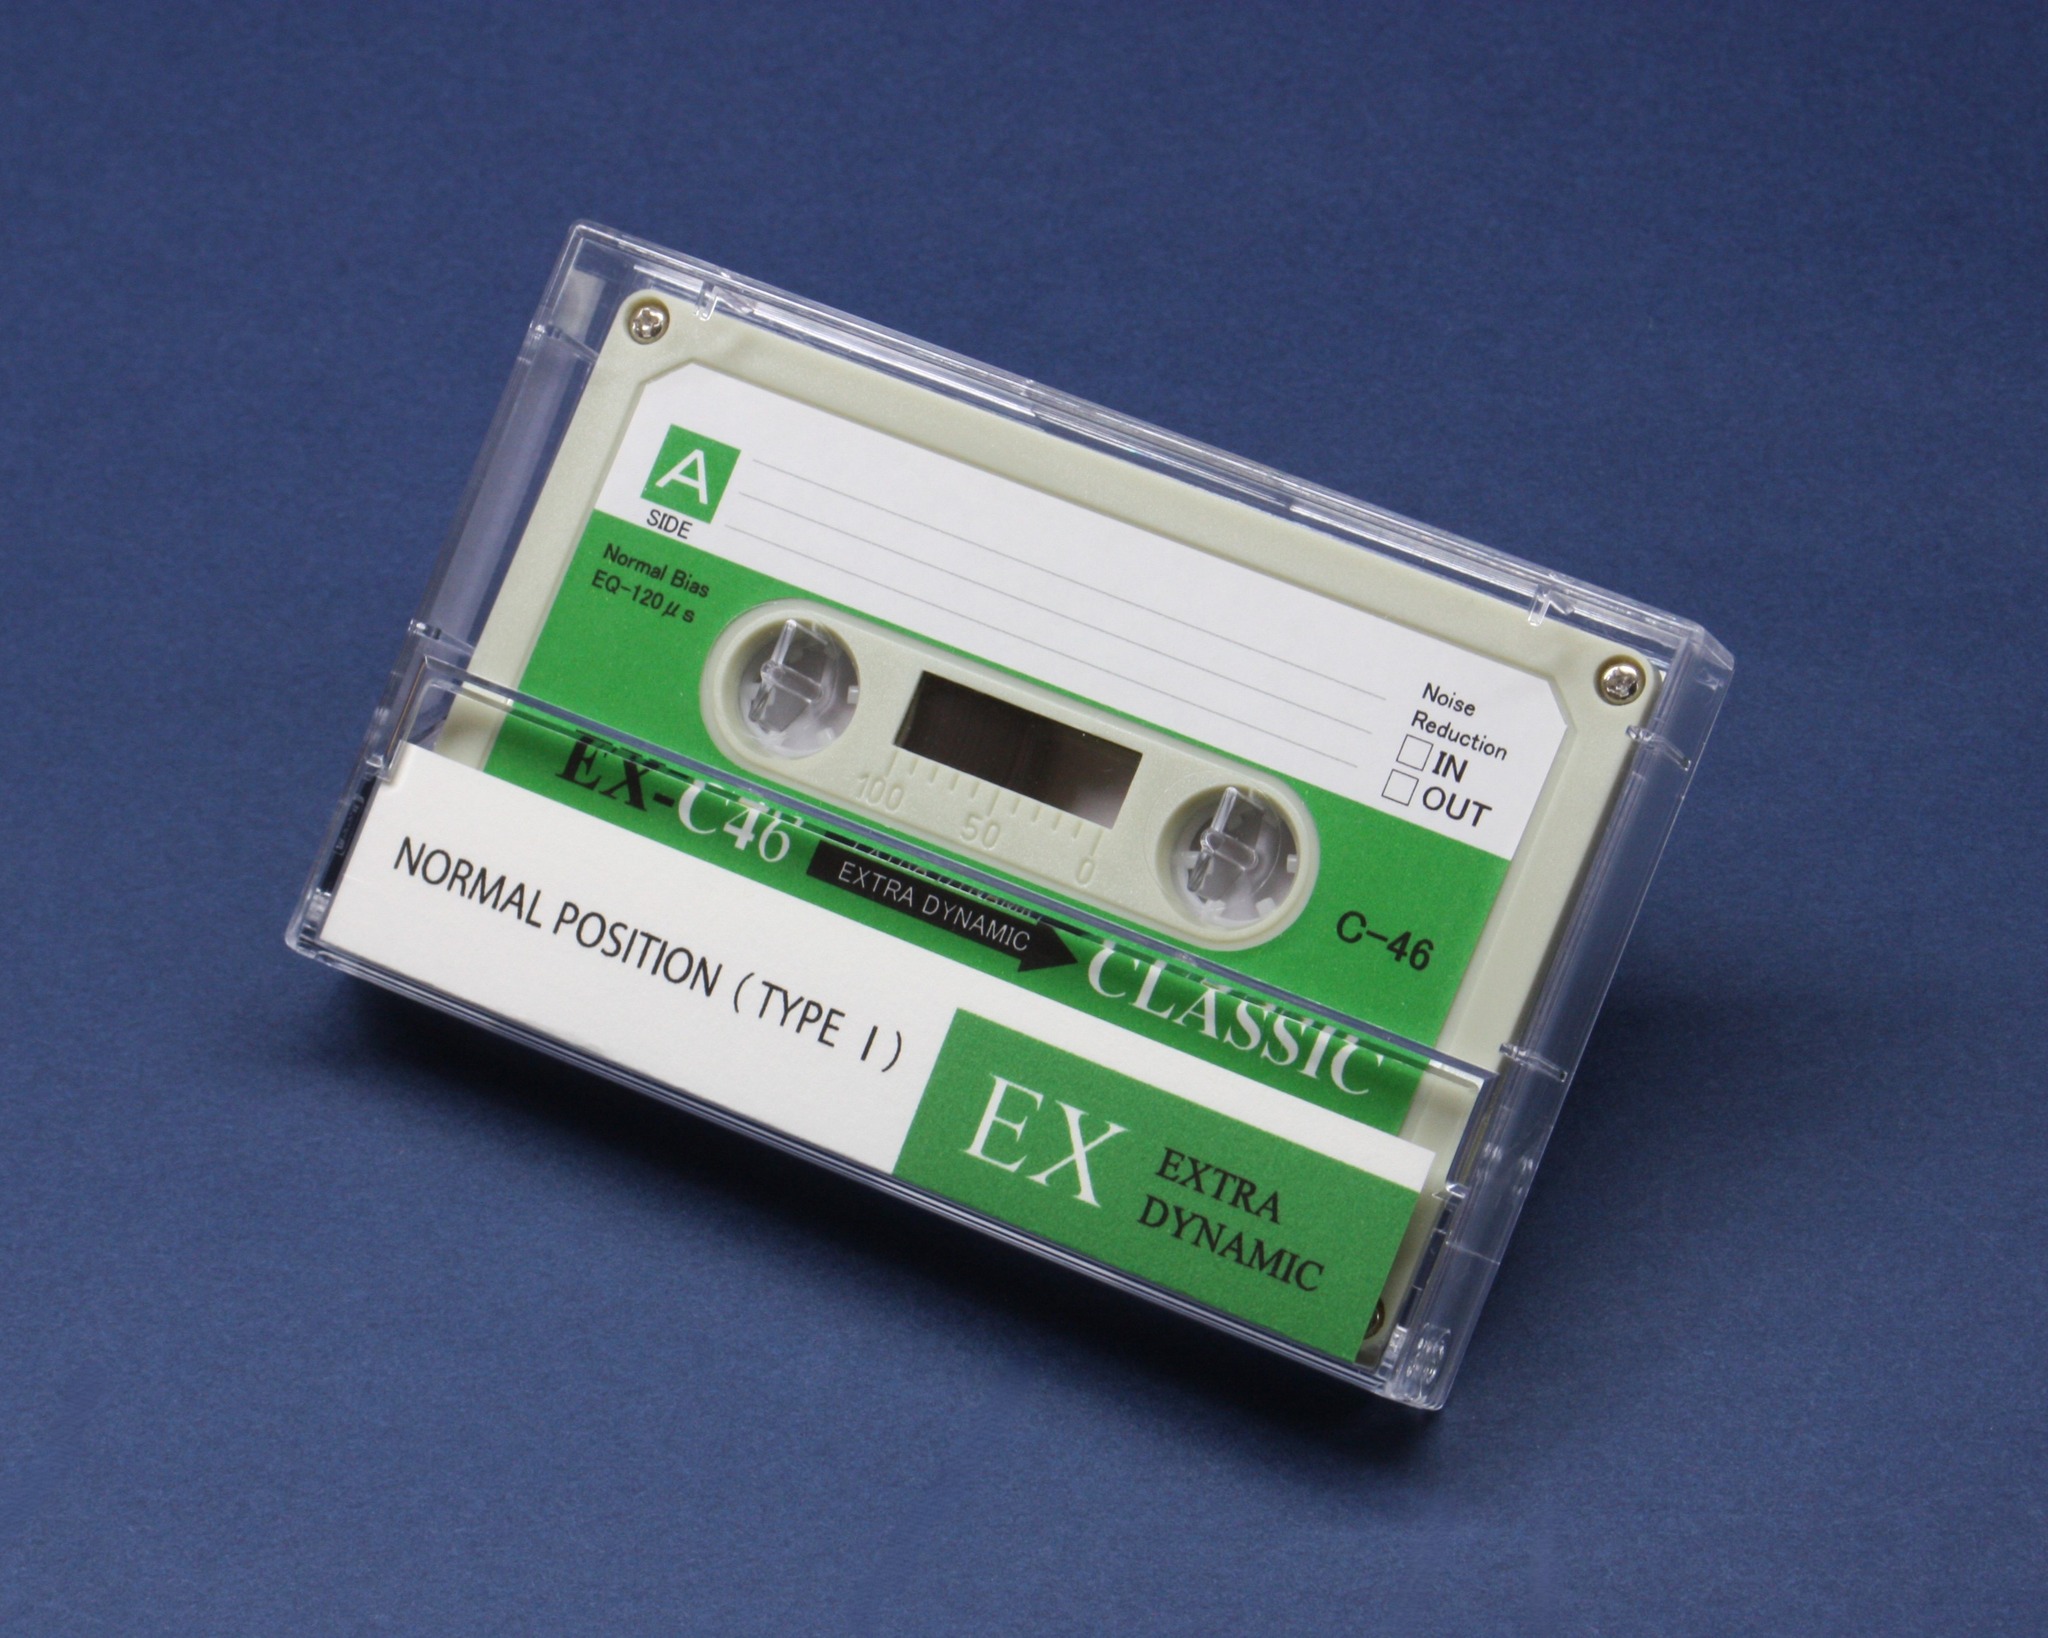 A
SIDE
Normal Bias
EQ-120μs
Noise
Reduction
IN
OUT
100
50
0
C-46
EX-C46
EXTRA DYNAMIC
CLASSIC
NORMAL POSITION (TYPE I)
EX
EXTRA
DYNAMIC